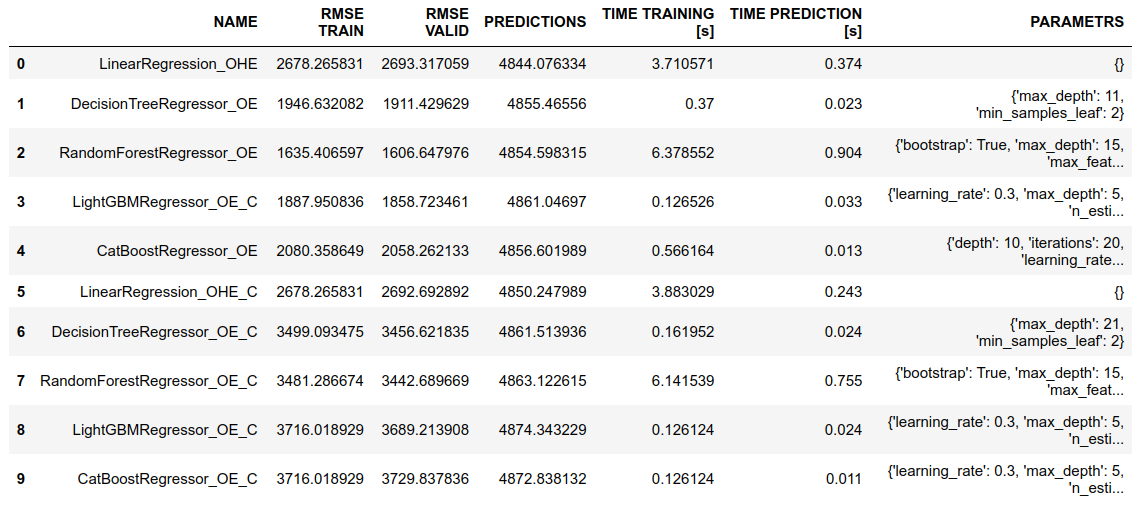 NAME RMSE TRAIN RMSE VALID PREDICTIONS TIME TRAINING [s] TIME PREDICTION [s] PARAMETRS
0 LinearRegression_OHE 2678.265831 2693.317059 4844.076334 3.710571 0.374 {}
1 DecisionTreeRegressor_OE 1946.632082 1911.429629 4855.46556 0.37 0.023 {'max_depth': 11, 'min_samples_leaf': 2}
2 RandomForestRegressor_OE 1635.406597 1606.647976 4854.598315 6.378552 0.904 {'bootstrap': True, 'max_depth': 15, 'max_feat...
3 LightGBMRegressor_OE_C 1887.950836 1858.723461 4861.04697 0.126526 0.033 {'learning_rate': 0.3, 'max_depth': 5, 'n_esti...
4 CatBoostRegressor_OE 2080.358649 2058.262133 4856.601989 0.566164 0.013 {'depth': 10, 'iterations': 20, 'learning_rate...
5 LinearRegression_OHE_C 2678.265831 2692.692892 4850.247989 3.883029 0.243 {}
6 DecisionTreeRegressor_OE_C 3499.093475 3456.621835 4861.513936 0.161952 0.024 {'max_depth': 21, 'min_samples_leaf': 2}
7 RandomForestRegressor_OE_C 3481.286674 3442.689669 4863.122615 6.141539 0.755 {'bootstrap': True, 'max_depth': 15, 'max_feat...
8 LightGBMRegressor_OE_C 3716.018929 3689.213908 4874.343229 0.126124 0.024 {'learning_rate': 0.3, 'max_depth': 5, 'n_esti...
9 CatBoostRegressor_OE_C 3716.018929 3729.837836 4872.838132 0.126124 0.011 {'learning_rate': 0.3, 'max_depth': 5, 'n_esti...